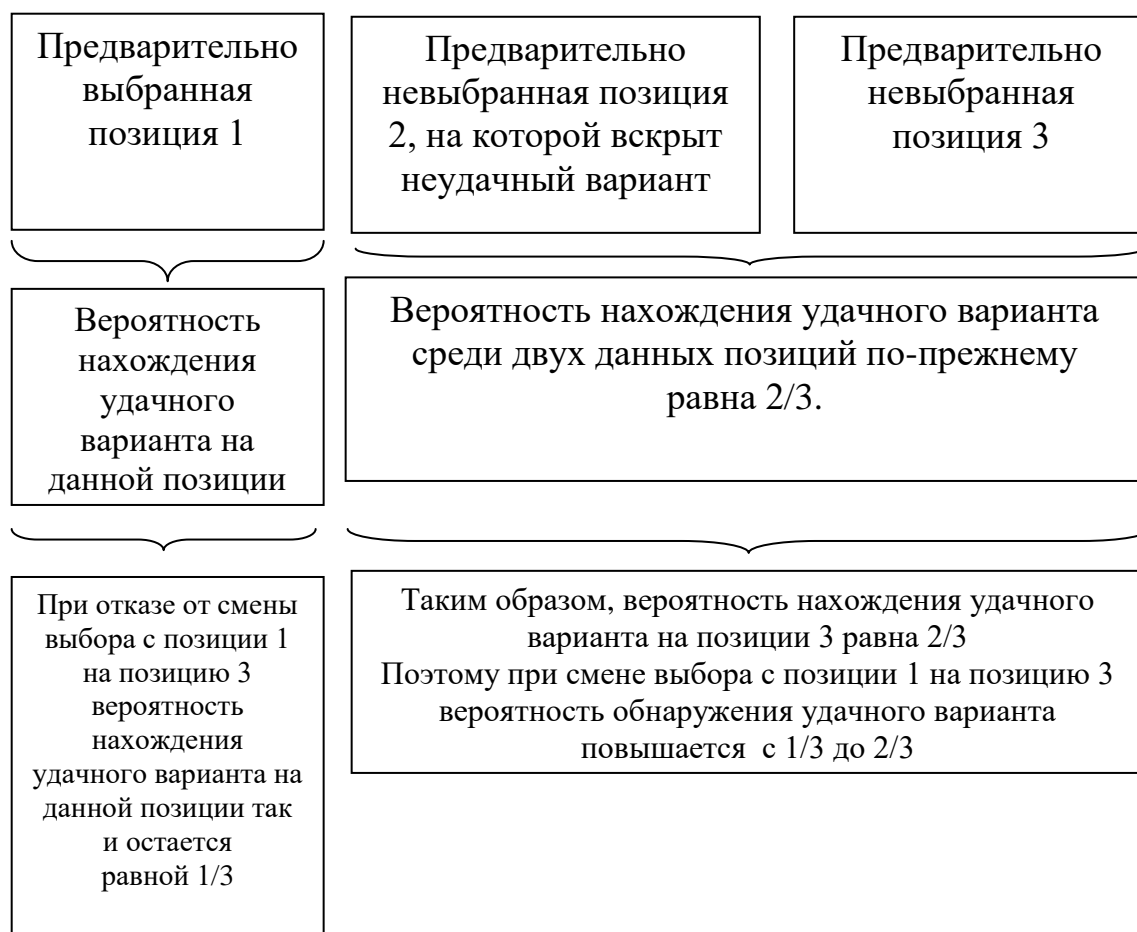 Предварительно
выбранная
позиция 1
Предварительно
невыбранная позиция
2, на которой вскрыт
неудачный вариант
Предварительно
невыбранная
позиция 3
Вероятность
нахождения
удачного
варианта на
данной позиции
Вероятность нахождения удачного варианта
среди двух данных позиций по-прежнему
равна 2/3.
При отказе от смены
выбора с позиции 1
на позицию 3
вероятность
нахождения
удачного варианта на
данной позиции так
и остается
равной 1/3
Таким образом, вероятность нахождения удачного
варианта на позиции 3 равна 2/3
Поэтому при смене выбора с позиции 1 на позицию 3
вероятность обнаружения удачного варианта
повышается с 1/3 до 2/3